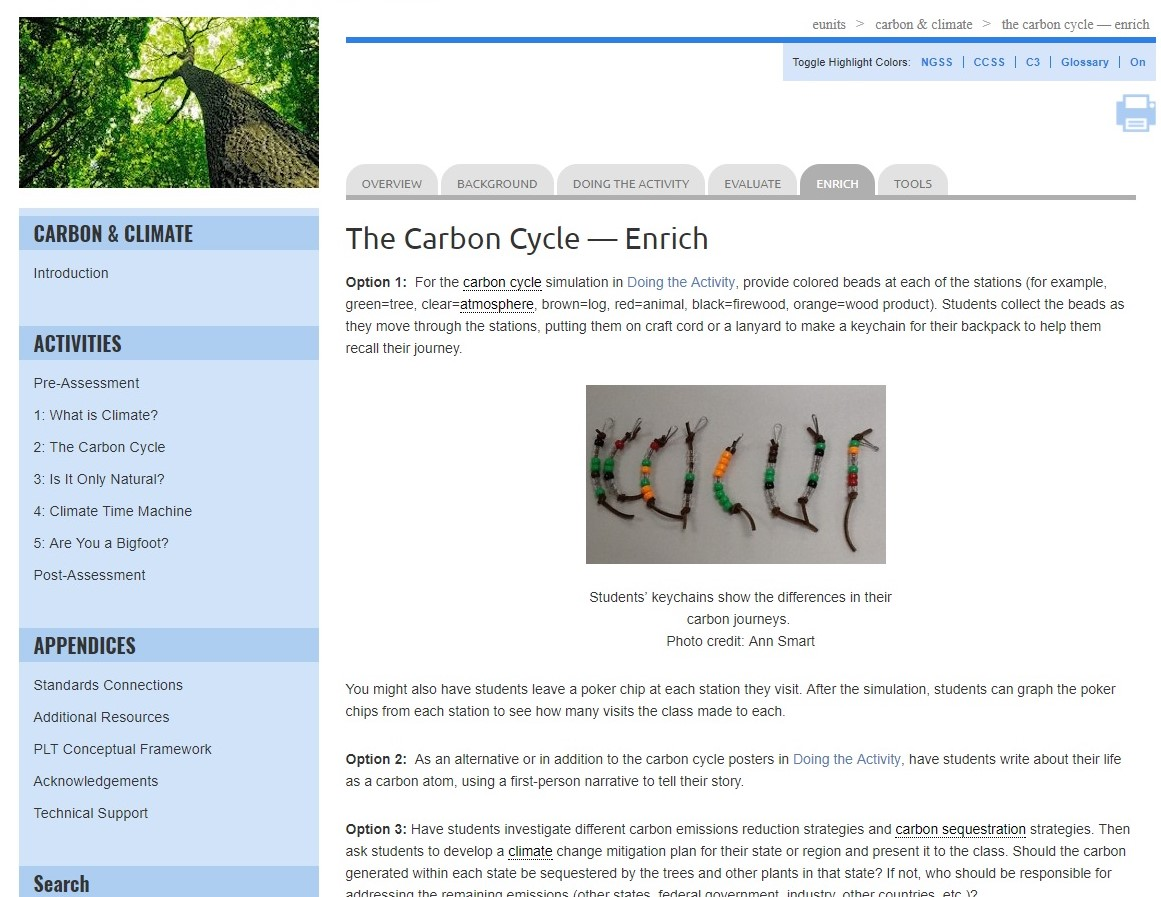 eunits > carbon & climate > the carbon cycle — enrich
Toggle Highlight Colors: NGSS | CCSS | C3 | Glossary | On
OVERVIEW BACKGROUND DOING THE ACTIVITY EVALUATE ENRICH TOOLS
CARBON & CLIMATE
Introduction
ACTIVITIES
Pre-Assessment
1: What is Climate?
2: The Carbon Cycle
3: Is It Only Natural?
4: Climate Time Machine
5: Are You a Bigfoot?
Post-Assessment
APPENDICES
Standards Connections
Additional Resources
PLT Conceptual Framework
Acknowledgements
Technical Support
Search
The Carbon Cycle — Enrich
Option 1: For the carbon cycle simulation in Doing the Activity, provide colored beads at each of the stations (for example,
green=tree, clear=atmosphere, brown=log, red=animal, black=firewood, orange=wood product). Students collect the beads as
they move through the stations, putting them on craft cord or a lanyard to make a keychain for their backpack to help them
recall their journey.
Students’ keychains show the differences in their
carbon journeys.
Photo credit: Ann Smart
You might also have students leave a poker chip at each station they visit. After the simulation, students can graph the poker
chips from each station to see how many visits the class made to each.
Option 2: As an alternative or in addition to the carbon cycle posters in Doing the Activity, have students write about their life
as a carbon atom, using a first-person narrative to tell their story.
Option 3: Have students investigate different carbon emissions reduction strategies and carbon sequestration strategies. Then
ask students to develop a climate change mitigation plan for their state or region and present it to the class. Should the carbon
generated within each state be sequestered by the trees and other plants in that state? If not, who should be responsible for
addressing the remaining emissions (other states, federal government, industry, other countries, etc.)?